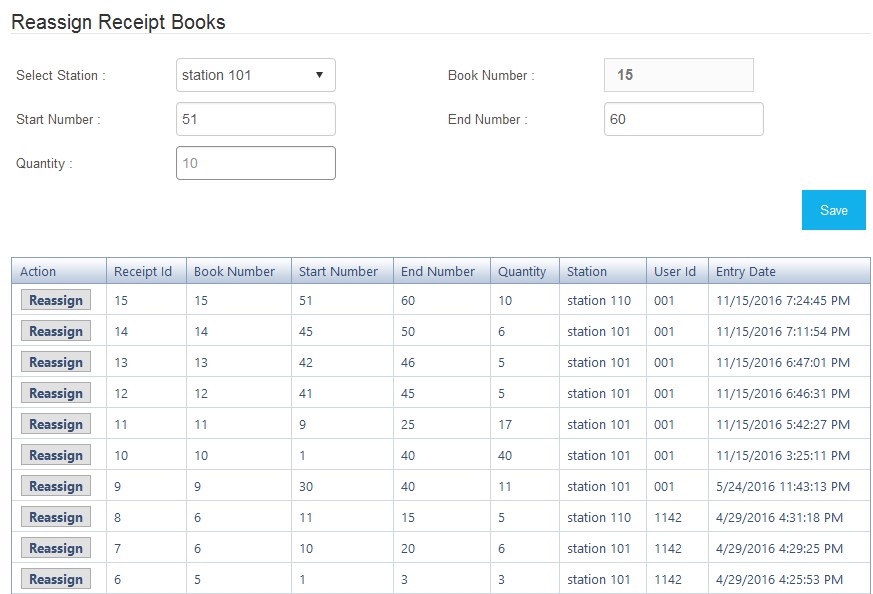 Reassign Receipt Books
Select Station : station 101 ▼ Book Number : 15
Start Number : 51 End Number : 60
Quantity : 10
Save
Action Receipt Id Book Number Start Number End Number Quantity Station User Id Entry Date
Reassign 15 15 51 60 10 station 110 001 11/15/2016 7:24:45 PM
Reassign 14 14 45 50 6 station 101 001 11/15/2016 7:11:54 PM
Reassign 13 13 42 46 5 station 101 001 11/15/2016 6:47:01 PM
Reassign 12 12 41 45 5 station 101 001 11/15/2016 6:46:31 PM
Reassign 11 11 9 25 17 station 101 001 11/15/2016 5:42:27 PM
Reassign 10 10 1 40 40 station 101 001 11/15/2016 3:25:11 PM
Reassign 9 9 30 40 11 station 101 001 5/24/2016 11:43:13 PM
Reassign 8 6 11 15 5 station 110 1142 4/29/2016 4:31:18 PM
Reassign 7 6 10 20 6 station 101 1142 4/29/2016 4:29:25 PM
Reassign 6 5 1 3 3 station 101 1142 4/29/2016 4:25:53 PM